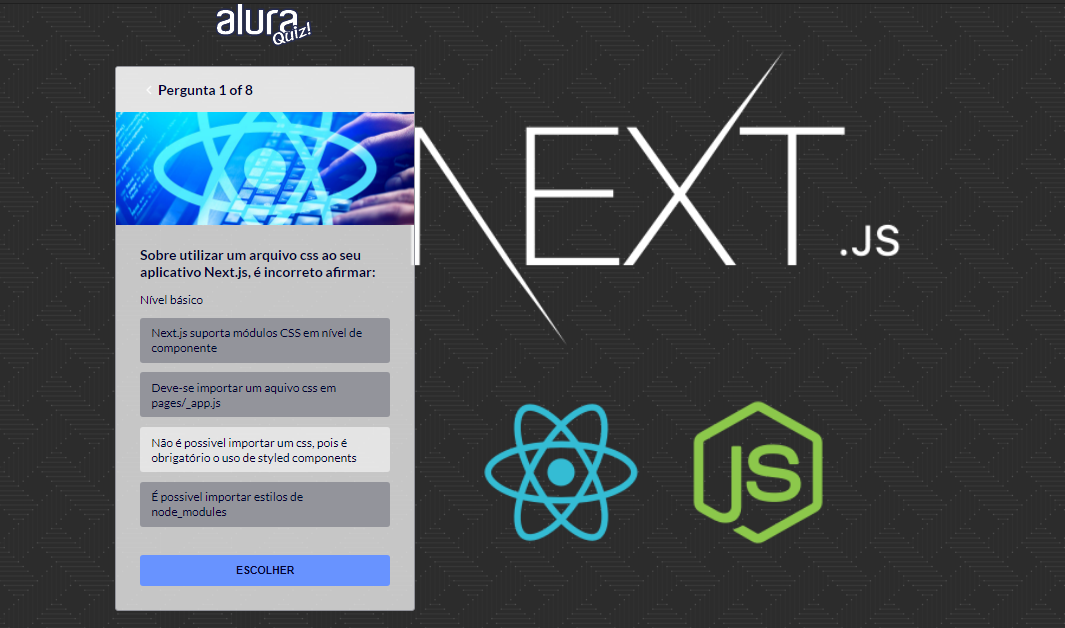 alura
Quiz!
Pergunta 1 of 8
Sobre utilizar um arquivo css ao seu
aplicativo Next.js, é incorreto afirmar:
Nível básico
Next.js suporta módulos CSS em nível de
componente
Deve-se importar um aquivo css em
pages/_app.js
Não é possivel importar um css, pois é
obrigatório o uso de styled components
É possivel importar estilos de
node_modules
ESCOLHER
NEXT
.JS
JS